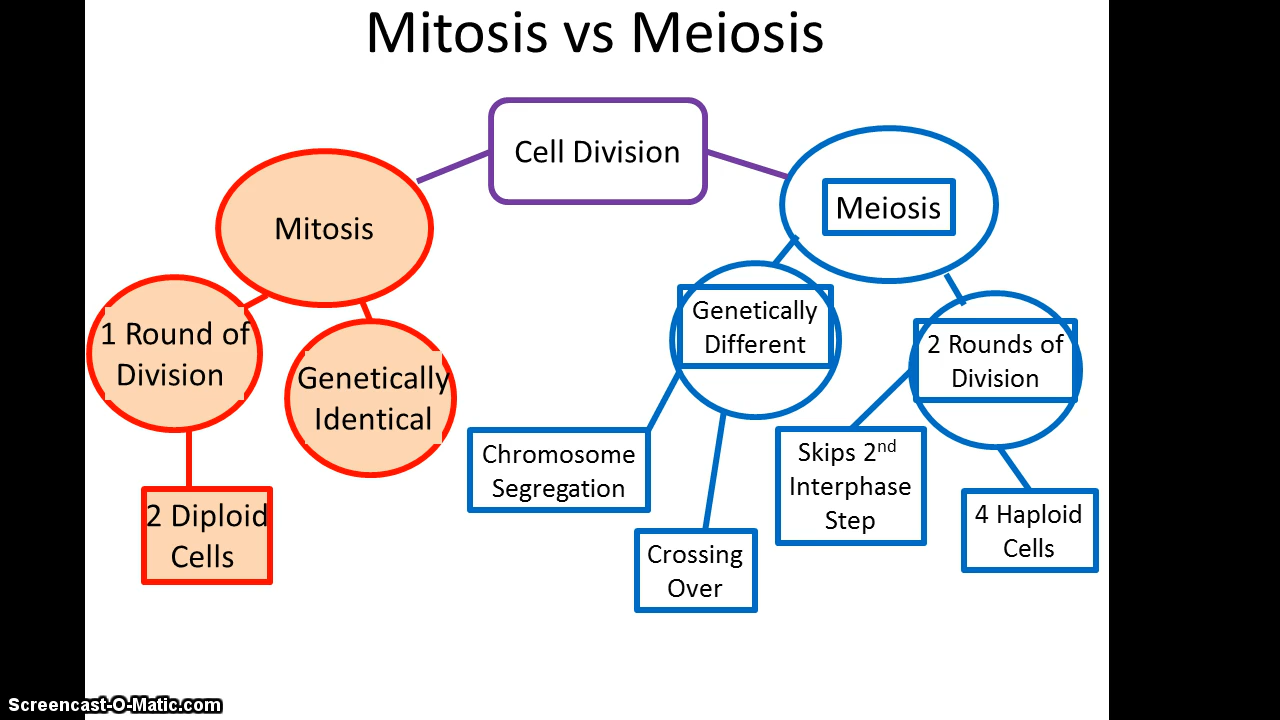 Mitosis vs Meiosis
Cell Division
Mitosis
Meiosis
1 Round of
Division
Genetically
Identical
2 Diploid
Cells
Genetically
Different
2 Rounds of
Division
Chromosome
Segregation
Crossing
Over
Skips 2nd
Interphase
Step
4 Haploid
Cells
Screencast-O-Matic.com